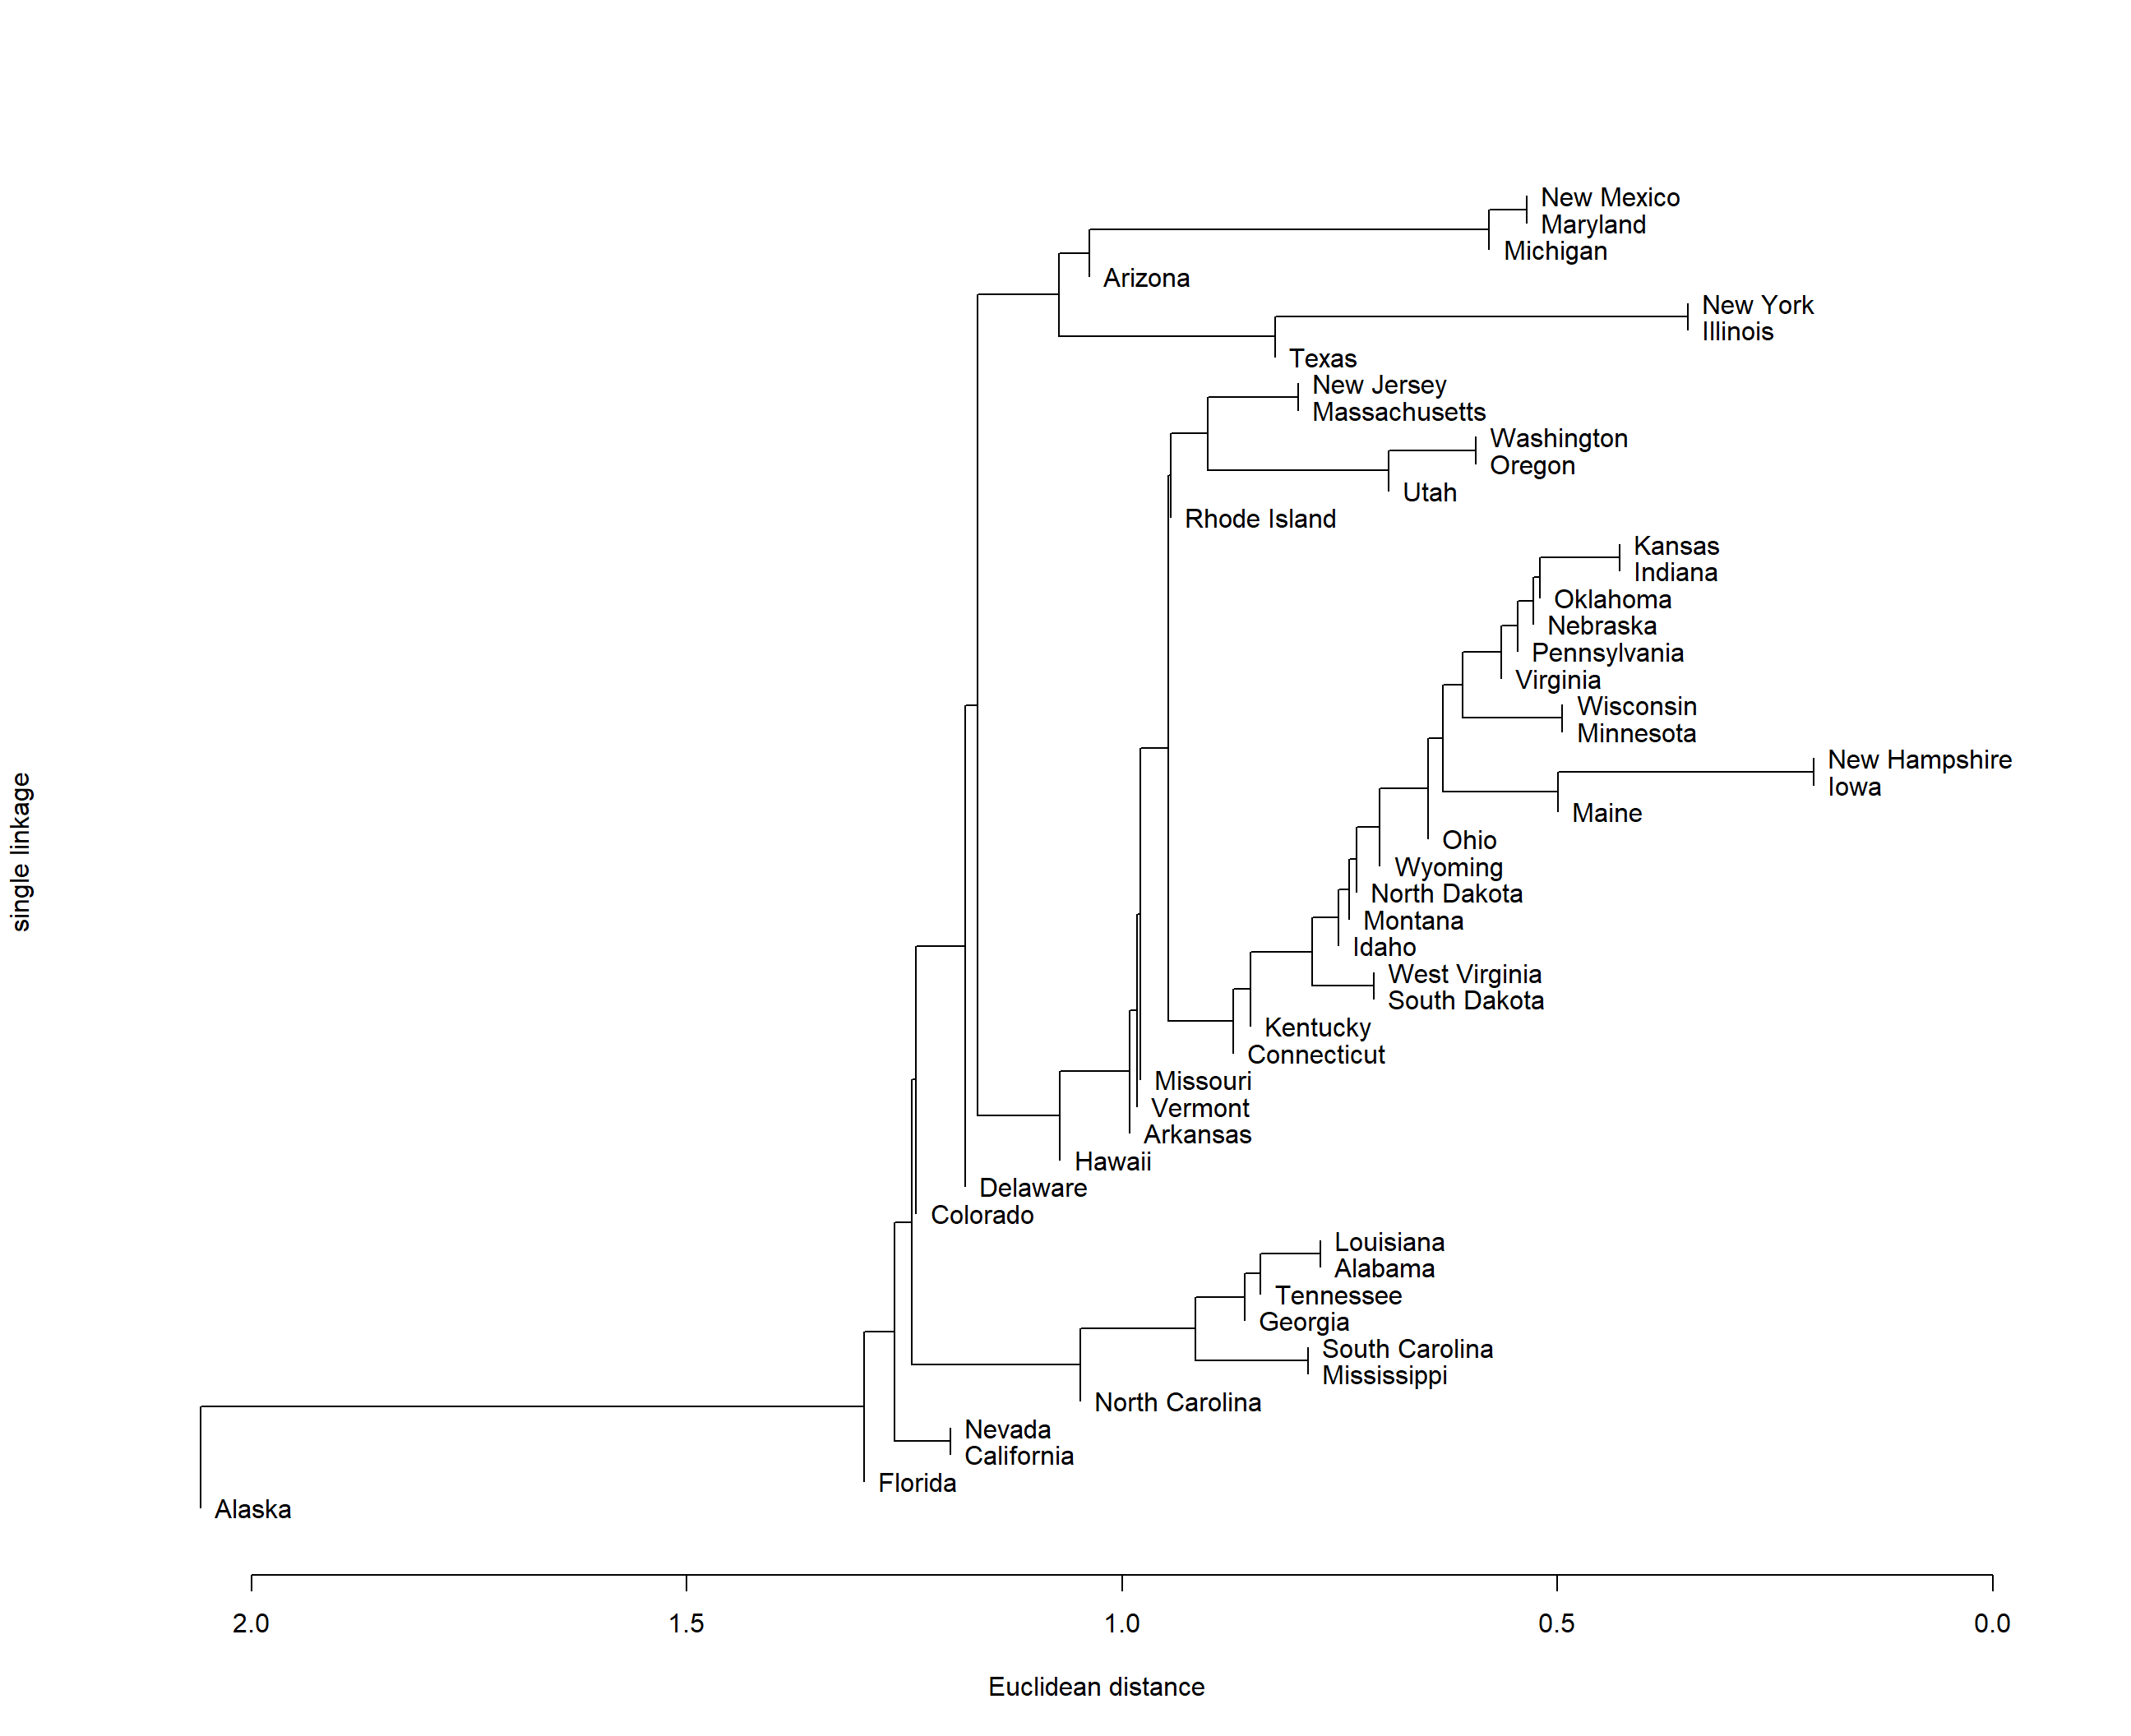 New Mexico
Maryland
Michigan
Arizona
New York
Illinois
Texas
New Jersey
Massachusetts
Washington
Oregon
Utah
Rhode Island
Kansas
Indiana
Oklahoma
Nebraska
Pennsylvania
Virginia
Wisconsin
Minnesota
New Hampshire
Iowa
Maine
Ohio
Wyoming
North Dakota
Montana
Idaho
West Virginia
South Dakota
Kentucky
Connecticut
Missouri
Vermont
Arkansas
Hawaii
Delaware
Colorado
Louisiana
Alabama
Tennessee
Georgia
South Carolina
Mississippi
North Carolina
Nevada
California
Florida
Alaska
single linkage
2.0 1.5 1.0 0.5 0.0
Euclidean distance